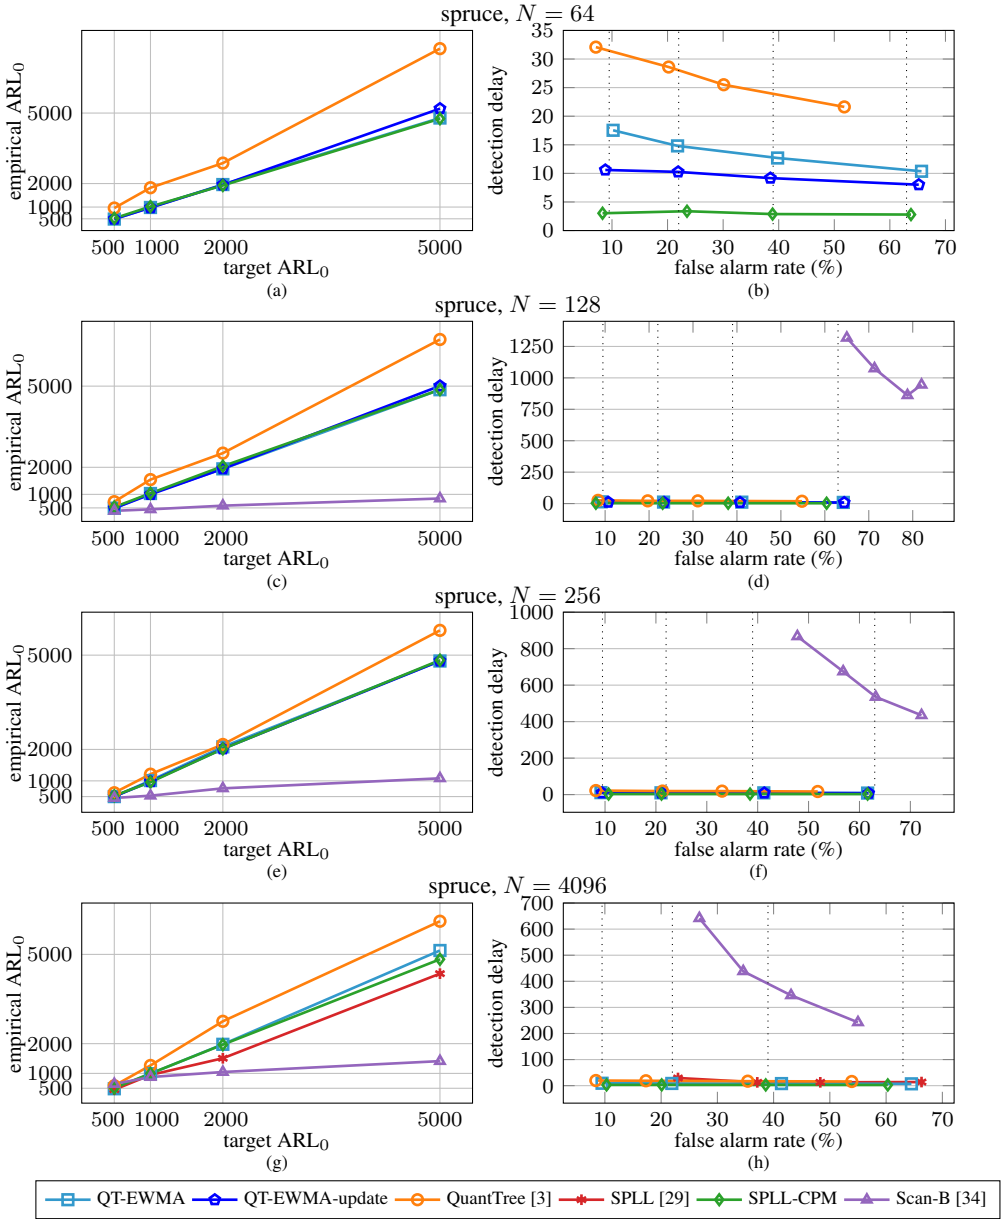 spruce, N = 64
empirical ARL0
5000
2000
1000
500
500 1000 2000 5000
target ARL0
(a)
detection delay
35
30
25
20
15
10
5
0
10 20 30 40 50 60 70
false alarm rate (%)
(b)
spruce, N = 128
empirical ARL0
5000
2000
1000
500
500 1000 2000 5000
target ARL0
(c)
detection delay
1250
1000
750
500
250
0
10 20 30 40 50 60 70 80
false alarm rate (%)
(d)
spruce, N = 256
empirical ARL0
5000
2000
1000
500
500 1000 2000 5000
target ARL0
(e)
detection delay
1000
800
600
400
200
0
10 20 30 40 50 60 70
false alarm rate (%)
(f)
spruce, N = 4096
empirical ARL0
5000
2000
1000
500
500 1000 2000 5000
target ARL0
(g)
detection delay
700
600
500
400
300
200
100
0
10 20 30 40 50 60 70
false alarm rate (%)
(h)
QT-EWMA QT-EWMA-update QuantTree [3] SPLL [29] SPLL-CPM Scan-B [34]